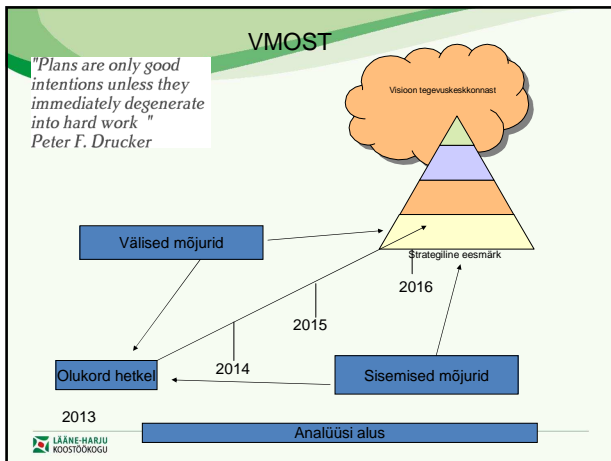 VMOST
"Plans are only good
intentions unless they
immediately degenerate
into hard work "
Peter F. Drucker
Visioon tegevuskeskkonnast
Välised mõjurid
Strategiline eesmärk
2016
2015
2014
Olukord hetkel
Sisemised mõjurid
2013
Analüüsi alus
LÄÄNE-HARJU
KOOSTÖÖKOGU